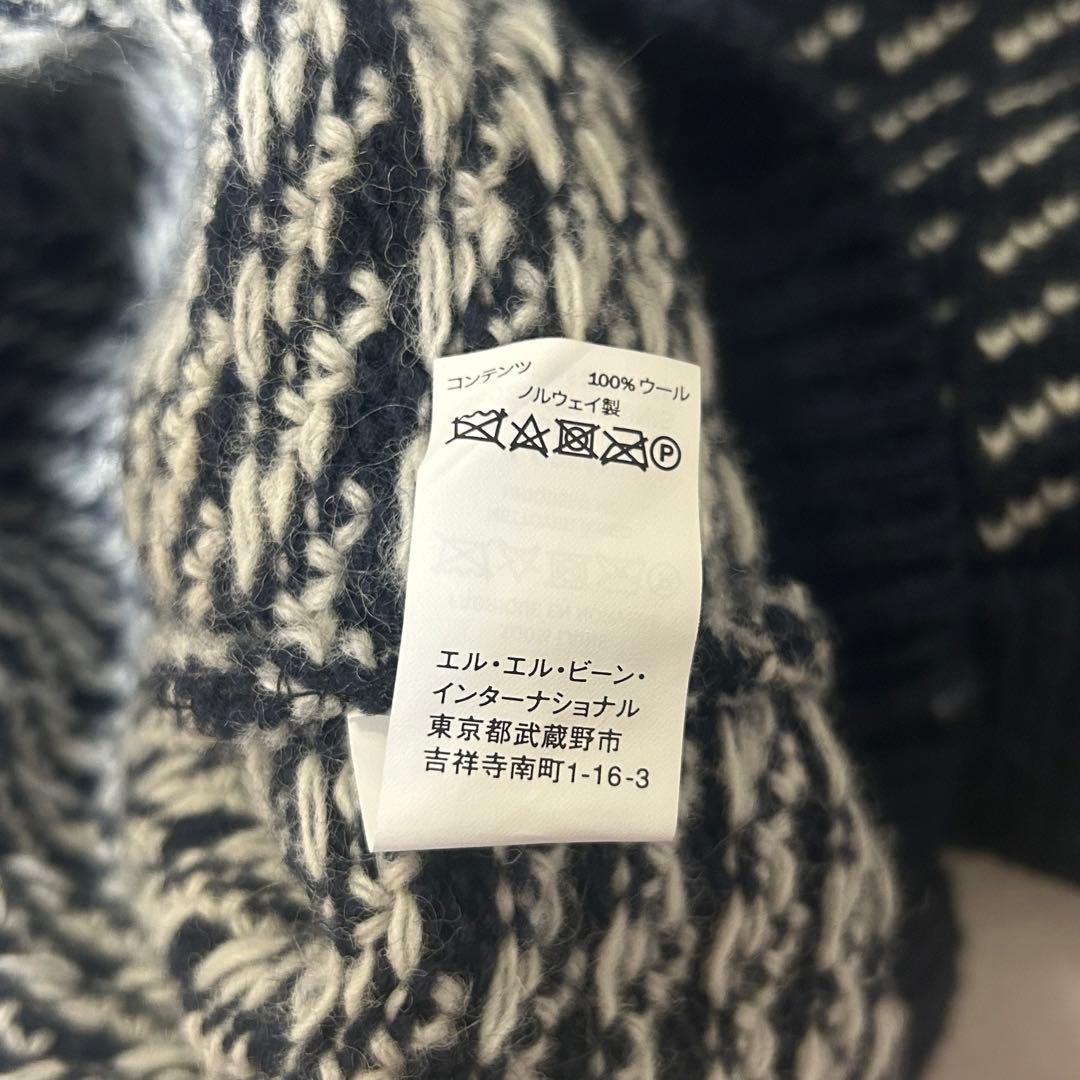 コンテンツ 100% ウール
ノルウェイ製
P
エル・エル・ビーン・
インターナショナル
東京都武蔵野市
吉祥寺南町1-16-3